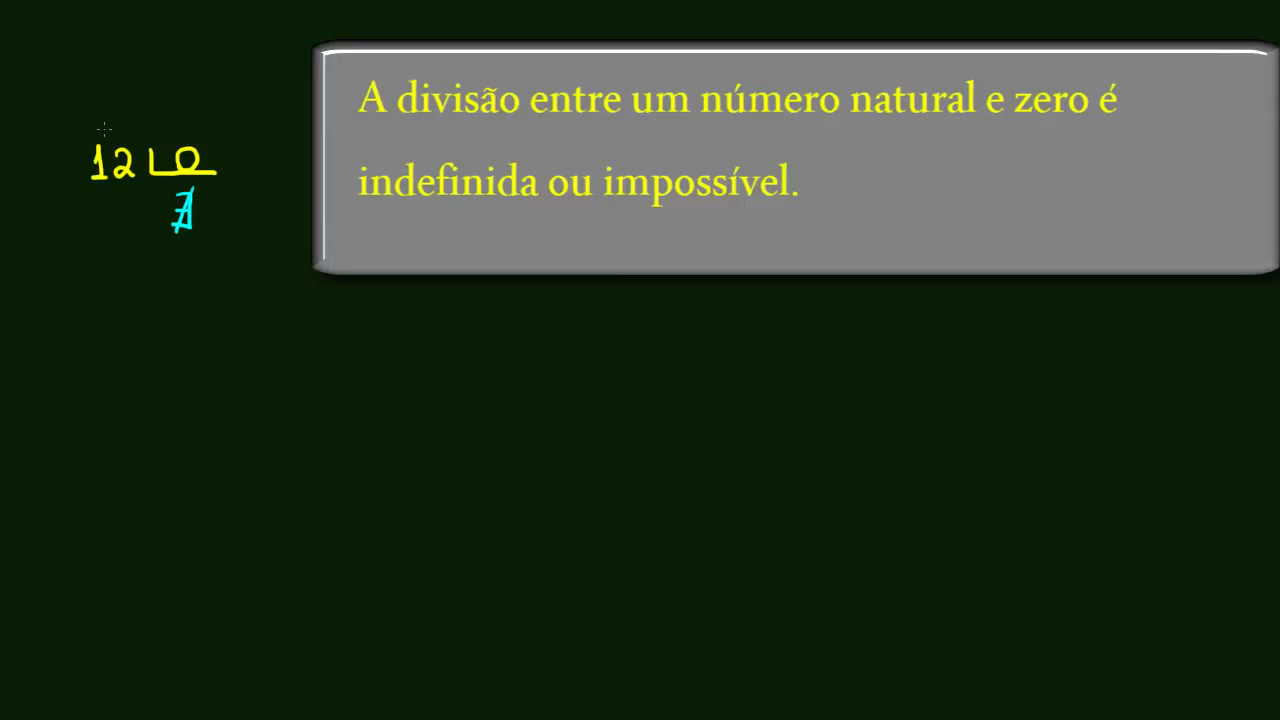 A divisão entre um número natural e zero é
indefinida ou impossível.
12 0
∄